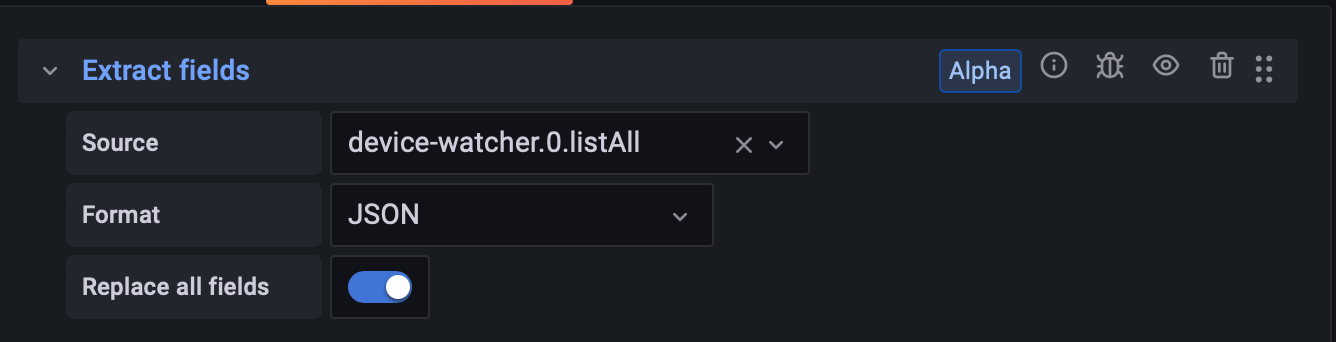 Extract fields Alpha
Source device-watcher.0.listAll
Format JSON
Replace all fields